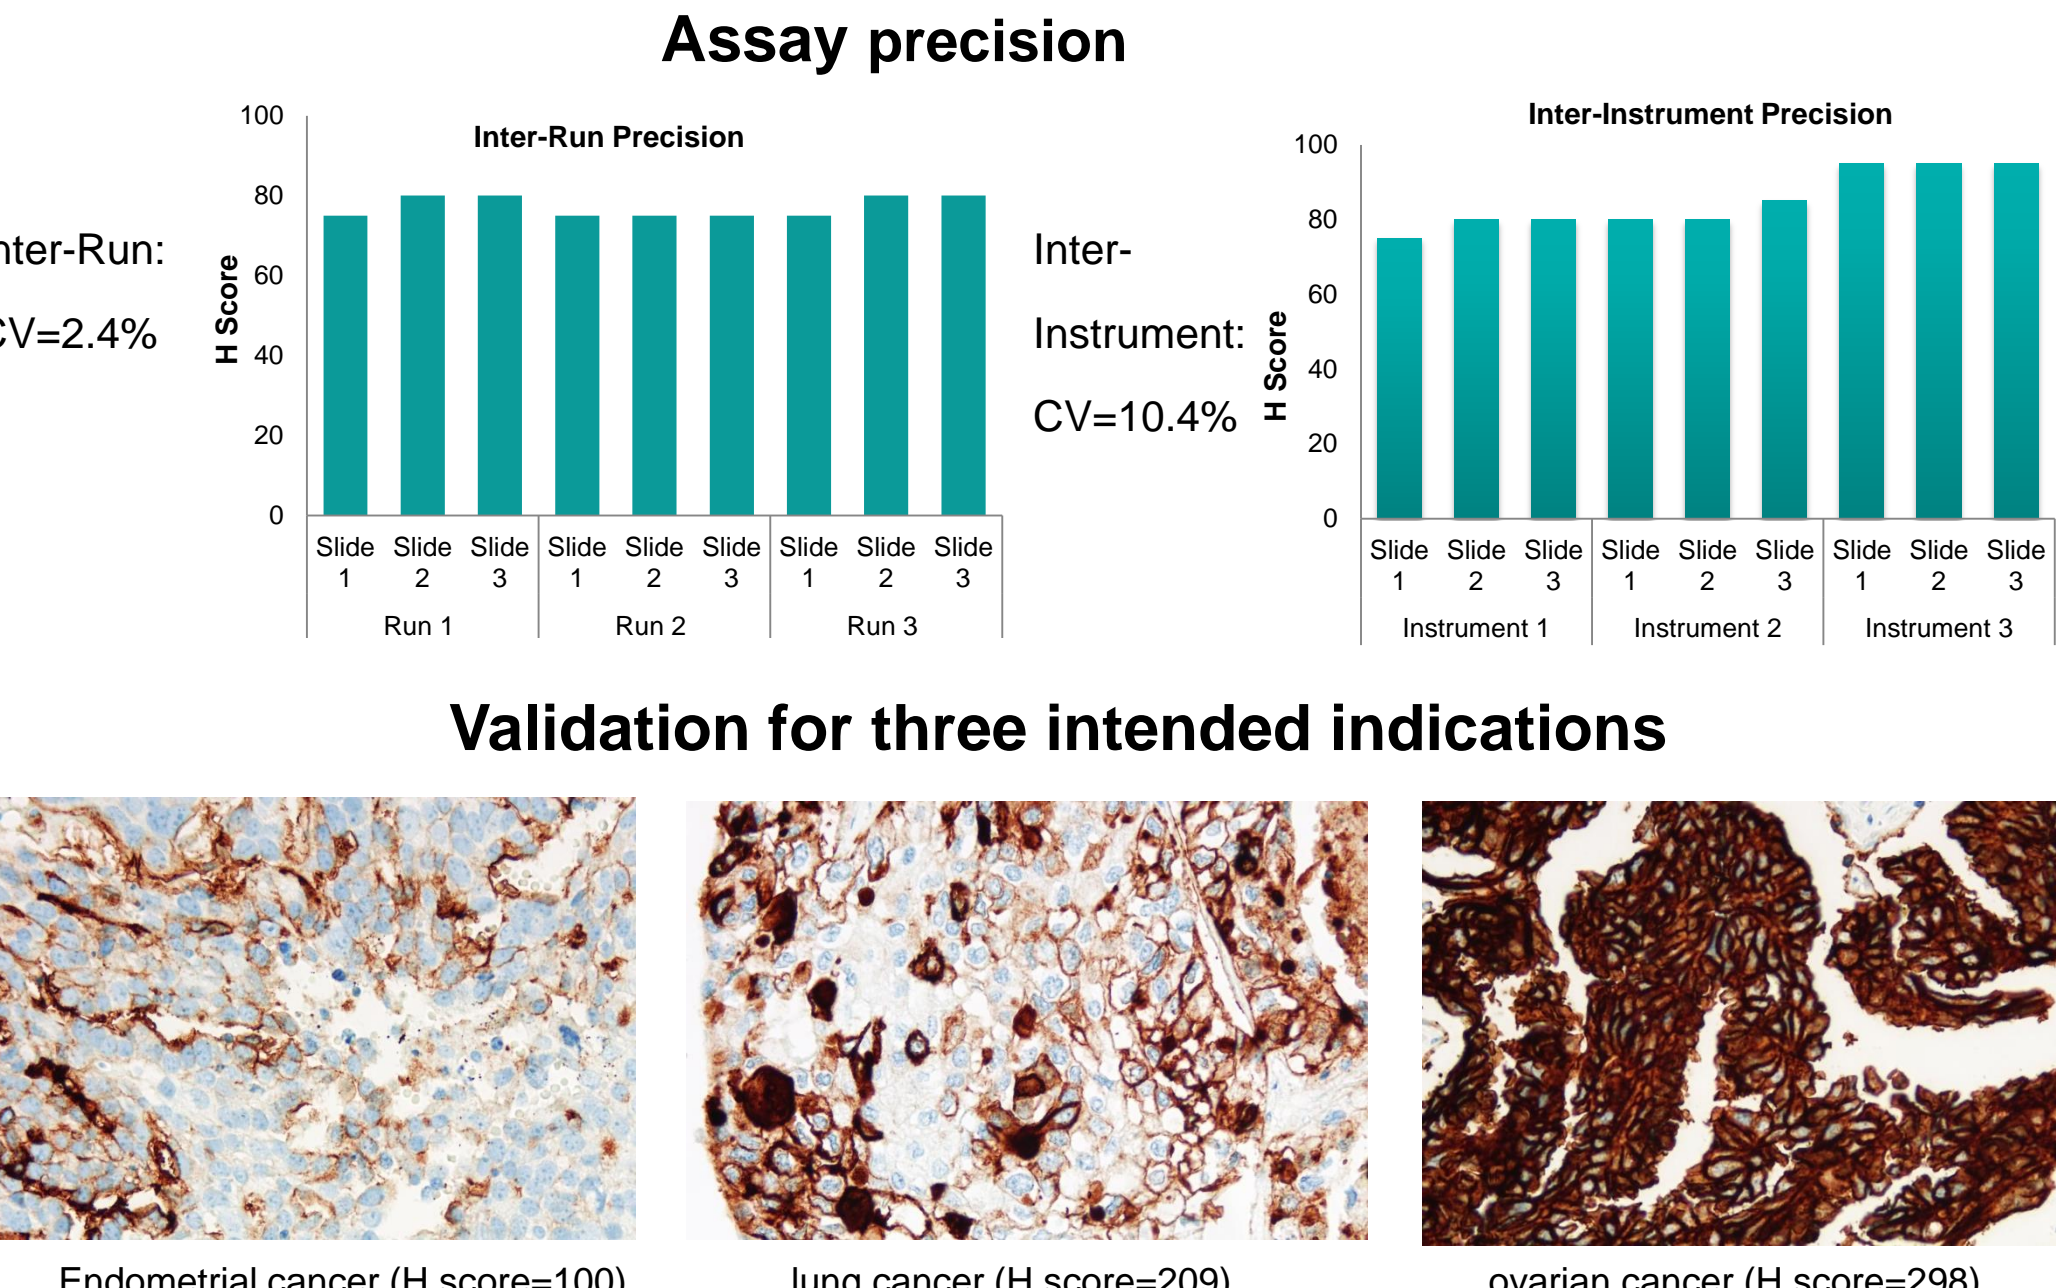 Assay precision
nter-Run:
CV=2.4%
Inter-Run Precision
H Score
100
80
60
40
20
0
Slide 1 Slide 2 Slide 3 Slide 1 Slide 2 Slide 3 Slide 1 Slide 2 Slide 3
Run 1 Run 2 Run 3
Inter-
Instrument:
CV=10.4%
Inter-Instrument Precision
H Score
100
80
60
40
20
0
Slide 1 Slide 2 Slide 3 Slide 1 Slide 2 Slide 3 Slide 1 Slide 2 Slide 3
Instrument 1 Instrument 2 Instrument 3
Validation for three intended indications
Endometrial cancer (H score=100)
lung cancer (H score=209)
ovarian cancer (H score=298)